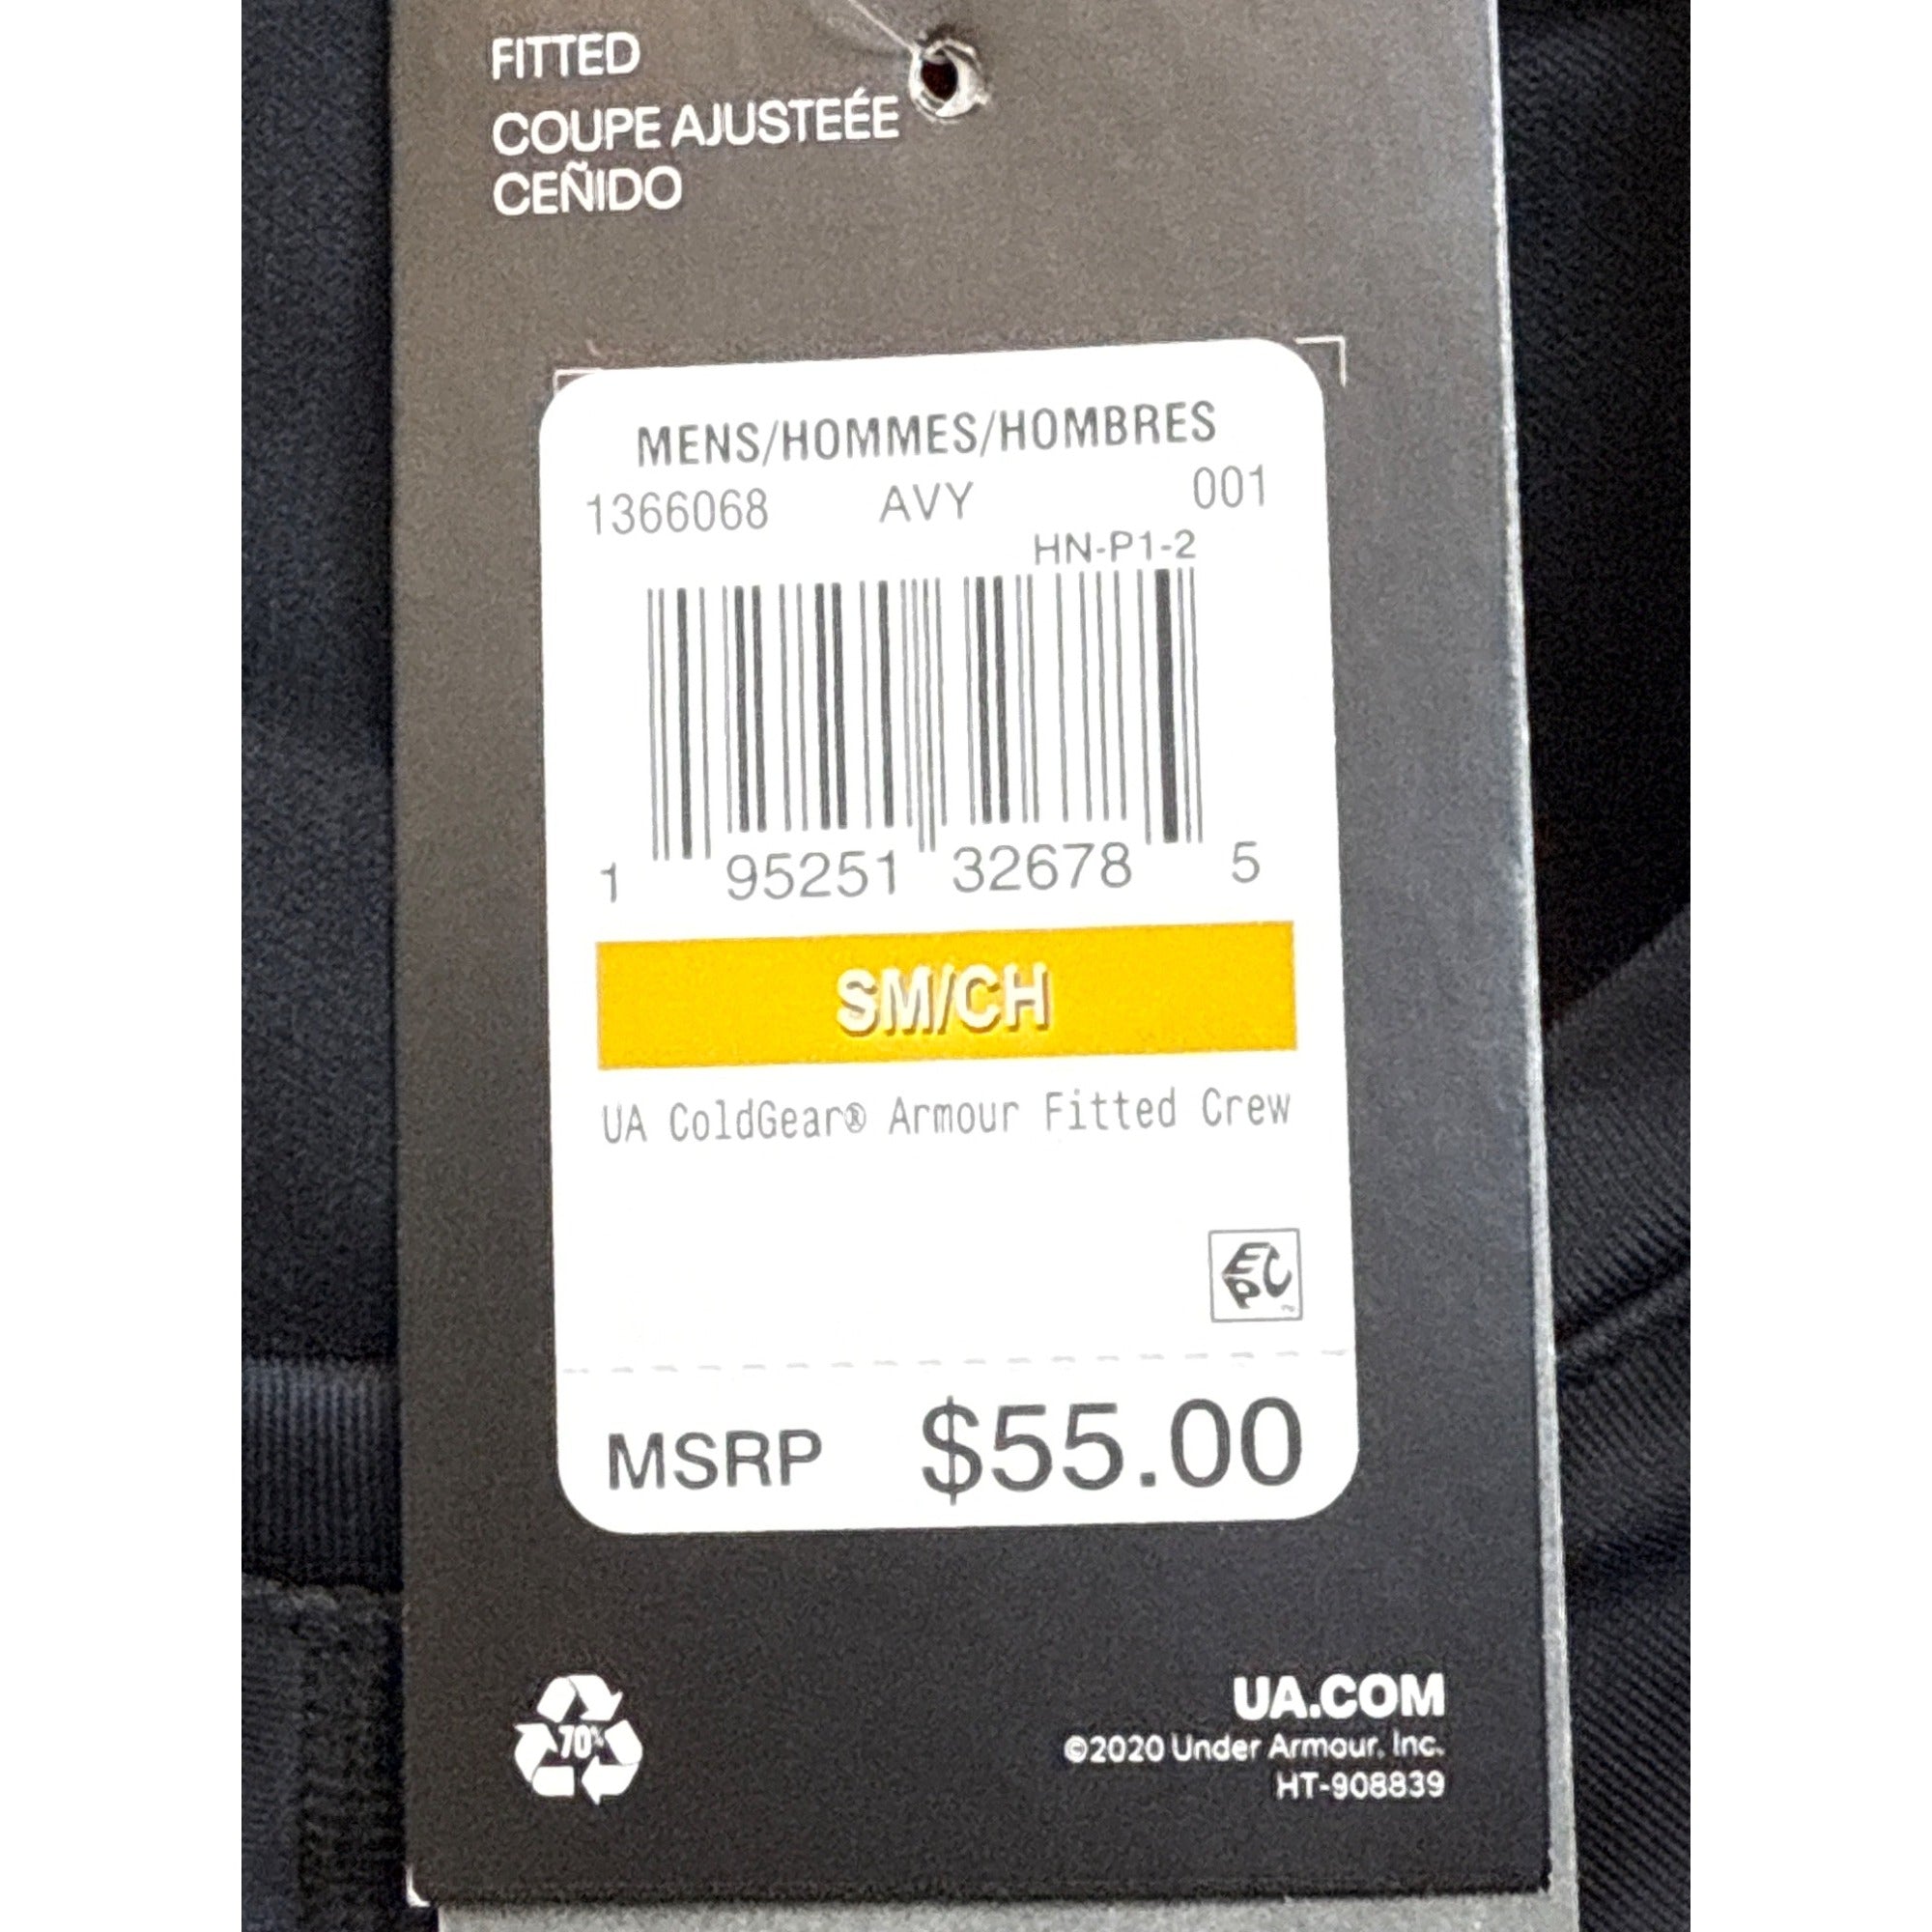 FITTED
COUPE AJUSTEÉE
CEÑIDO
MENS/HOMMES/HOMBRES
1366068 AVY 001
HN-P1-2
1 95251 32678 5
SM/CH
UA ColdGear® Armour Fitted Crew
EPC
MSRP $55.00
70%
UA.COM
©2020 Under Armour, Inc.
HT-908839